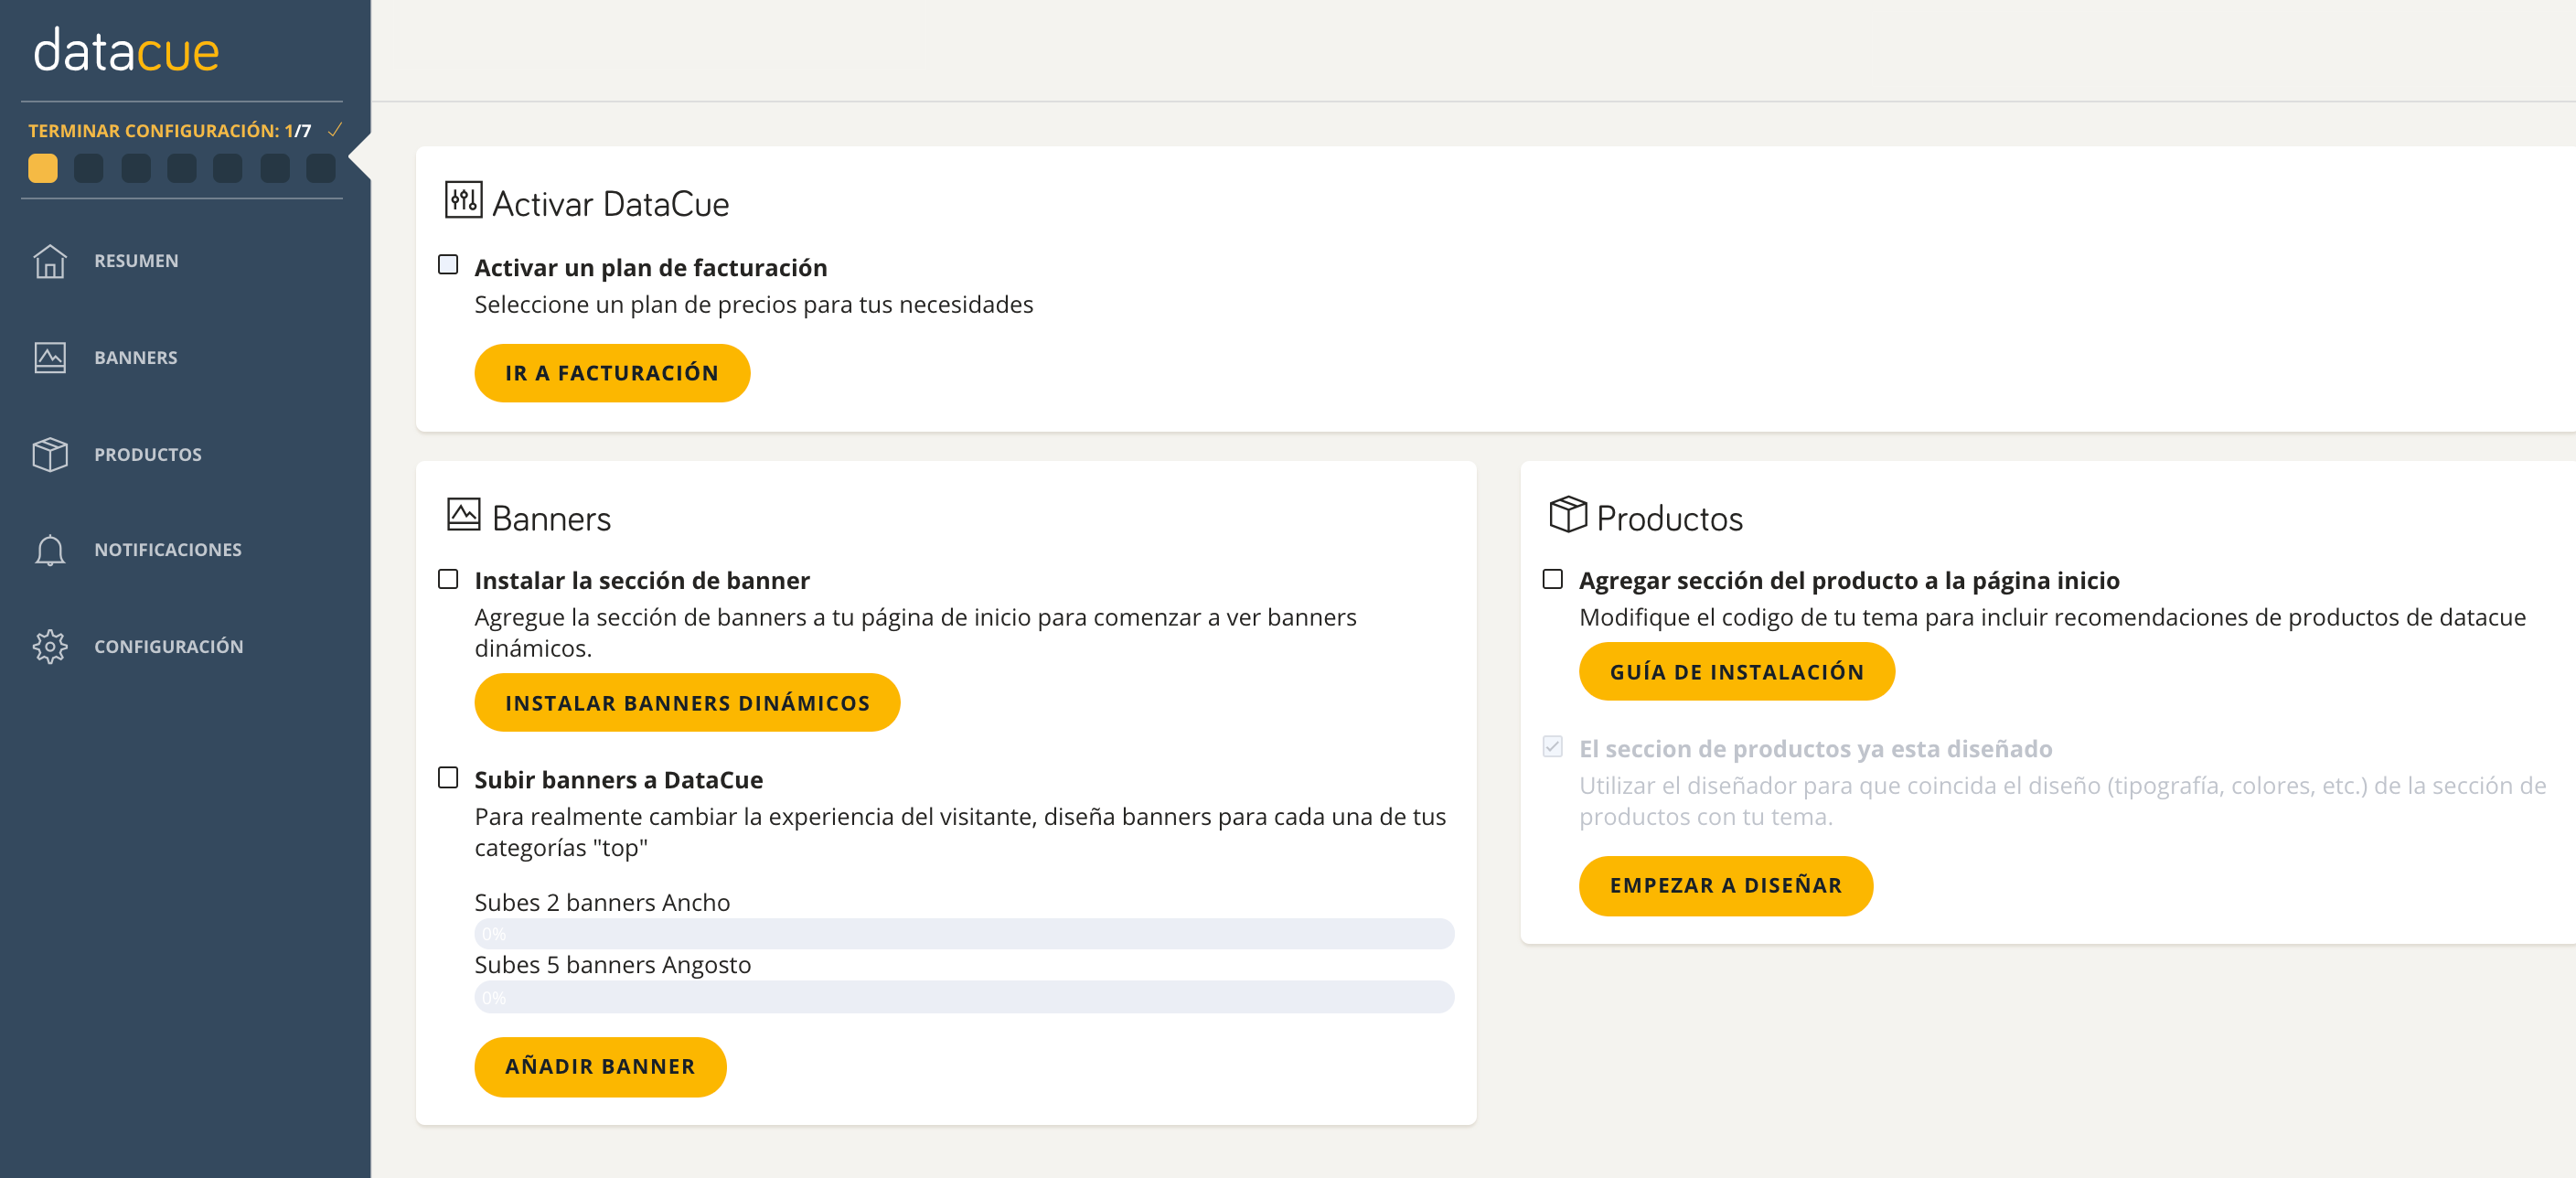 datacue
TERMINAR CONFIGURACIÓN: 1/7
RESUMEN
BANNERS
PRODUCTOS
NOTIFICACIONES
CONFIGURACIÓN
Activar DataCue
Activar un plan de facturación
Seleccione un plan de precios para tus necesidades
IR A FACTURACIÓN
Banners
Instalar la sección de banner
Agregue la sección de banners a tu página de inicio para comenzar a ver banners
dinámicos.
INSTALAR BANNERS DINÁMICOS
Subir banners a DataCue
Para realmente cambiar la experiencia del visitante, diseña banners para cada una de tus
categorías "top"
Subes 2 banners Ancho
0%
Subes 5 banners Angosto
0%
AÑADIR BANNER
Productos
Agregar sección del producto a la página inicio
Modifique el codigo de tu tema para incluir recomendaciones de productos de datacue
GUÍA DE INSTALACIÓN
El seccion de productos ya esta diseñado
Utilizar el diseñador para que coincida el diseño (tipografía, colores, etc.) de la sección de
productos con tu tema.
EMPEZAR A DISEÑAR